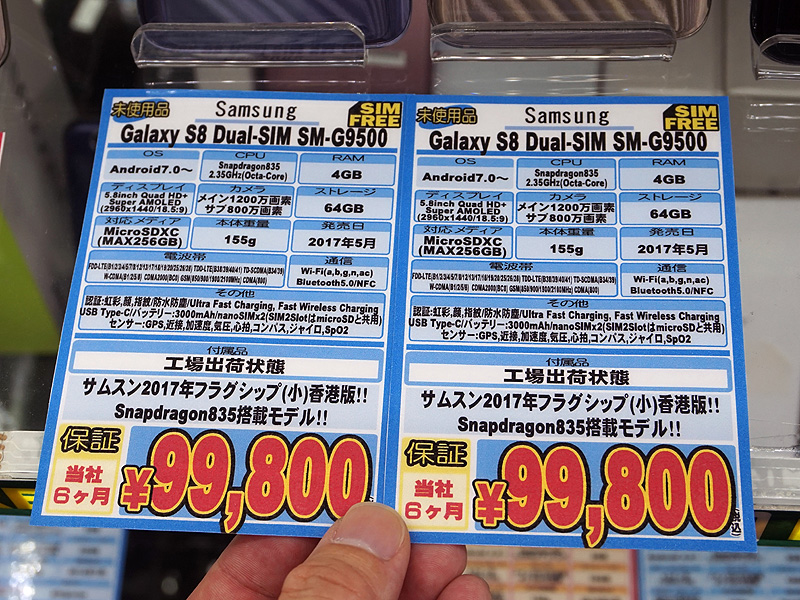 未使用品
Samsung
SIM FREE
Galaxy S8 Dual-SIM SM-G9500
OS
CPU
RAM
Android7.0～
Snapdragon835
2.35GHz(Octa-Core)
4GB
ディスプレイ
カメラ
ストレージ
5.8inch Quad HD+
Super AMOLED
(2960x1440/18.5:9)
メイン1200万画素
サブ800万画素
64GB
対応メディア
本体重量
発売日
MicroSDXC
(MAX256GB)
155g
2017年5月
電波帯
通信
Wi-Fi(a,b,g,n,ac)
Bluetooth5.0/NFC
その他
認証:虹彩,顔,指紋/防水防塵/Ultra Fast Charging, Fast Wireless Charging
USB Type-C/バッテリー:3000mAh/nanoSIMx2(SIM2SlotはmicroSDと共用)
センサー:GPS,近接,加速度,気圧,心拍,コンパス,ジャイロ,SpO2
付属品
工場出荷状態
サムスン2017年フラグシップ(小)香港版!!
Snapdragon835搭載モデル!!
保証
当社
6ヶ月
¥99,800
未使用品
Samsung
SIM FREE
Galaxy S8 Dual-SIM SM-G9500
OS
CPU
RAM
Android7.0～
Snapdragon835
2.35GHz(Octa-Core)
4GB
ディスプレイ
カメラ
ストレージ
5.8inch Quad HD+
Super AMOLED
(2960x1440/18.5:9)
メイン1200万画素
サブ800万画素
64GB
対応メディア
本体重量
発売日
MicroSDXC
(MAX256GB)
155g
2017年5月
電波帯
通信
Wi-Fi(a,b,g,n,ac)
Bluetooth5.0/NFC
その他
認証:虹彩,顔,指紋/防水防塵/Ultra Fast Charging, Fast Wireless Charging
USB Type-C/バッテリー:3000mAh/nanoSIMx2(SIM2SlotはmicroSDと共用)
センサー:GPS,近接,加速度,気圧,心拍,コンパス,ジャイロ,SpO2
付属品
工場出荷状態
サムスン2017年フラグシップ(小)香港版!!
Snapdragon835搭載モデル!!
保証
当社
6ヶ月
¥99,800
(税込)